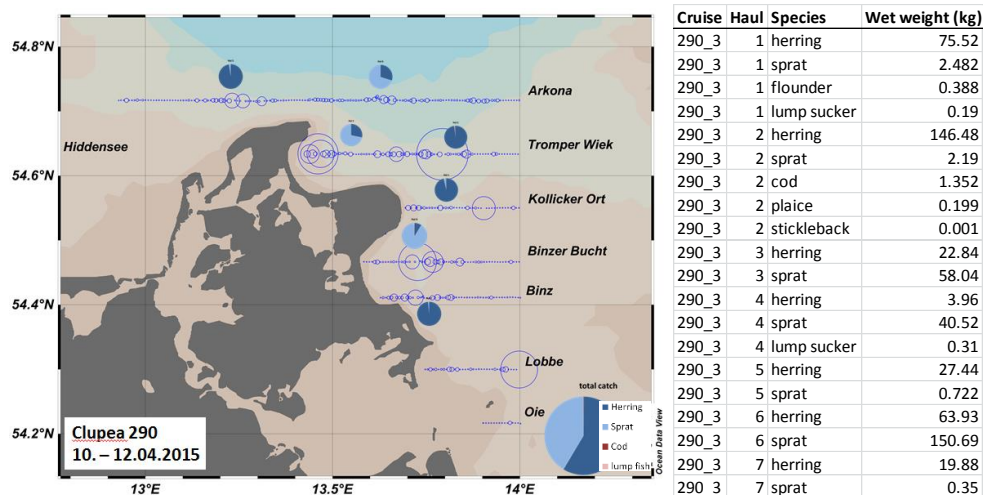 54.8°N
Arkona
Hiddensee
Tromper Wiek
54.6°N
Kollicker Ort
Binzer Bucht
Binz
54.4°N
Lobbe
total catch
Oie
Herring
Sprat
Cod
lump fish
Ocean Data View
54.2°N
Clupea 290
10. – 12.04.2015
13°E
13.5°E
14°E
Cruise Haul Species Wet weight (kg)
290_3 1 herring 75.52
290_3 1 sprat 2.482
290_3 1 flounder 0.388
290_3 1 lump sucker 0.19
290_3 2 herring 146.48
290_3 2 sprat 2.19
290_3 2 cod 1.352
290_3 2 plaice 0.199
290_3 2 stickleback 0.001
290_3 3 herring 22.84
290_3 3 sprat 58.04
290_3 4 herring 3.96
290_3 4 sprat 40.52
290_3 4 lump sucker 0.31
290_3 5 herring 27.44
290_3 5 sprat 0.722
290_3 6 herring 63.93
290_3 6 sprat 150.69
290_3 7 herring 19.88
290_3 7 sprat 0.35